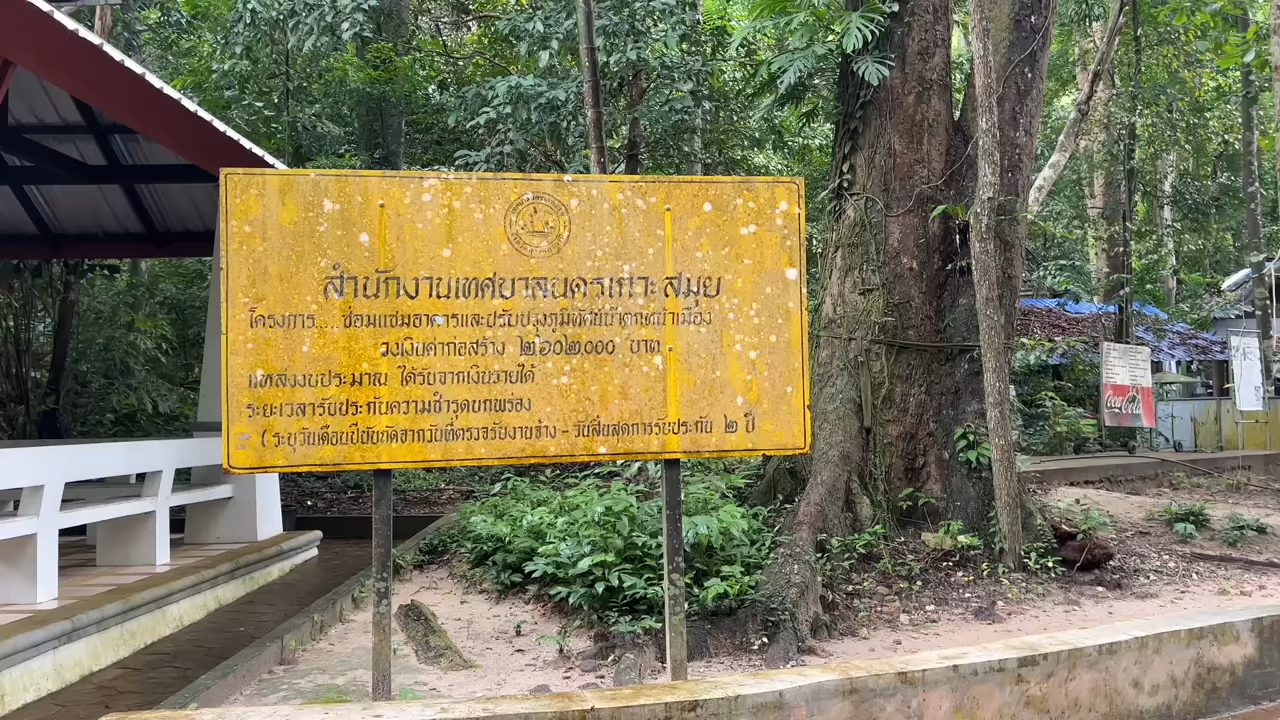 สำนักงานเทศบาลนครเกาะสมุย
โครงการ....ซ่อมแซมอาคารและปรับปรุงภูมิทัศน์น้ำตกหน้าเมือง
วงเงินค่าก่อสร้าง ๒๖๐๒,๐๐๐ บาท
แหล่งงบประมาณ ได้รับจากเงินรายได้
ระยะเวลารับประกันความชำรุดบกพร่อง
( ระบุวันเดือนปีนับถัดจากวันที่ตรวจรับงานจ้าง - วันสิ้นสุดการรับประกัน ๒ ปี
Coca-Cola